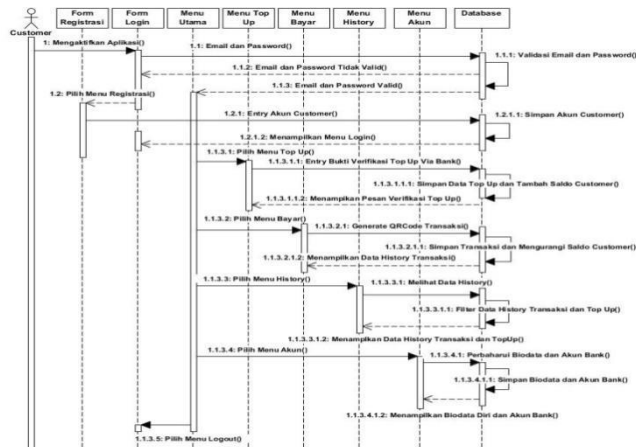 Form Registrasi
Form Login
Menu Utama
Menu Top Up
Menu Bayar
Menu History
Menu Akun
Database
Customer
1: Mengaktifkan Aplikasi()
1.1: Email dan Password()
1.1.1: Validasi Email dan Password()
1.1.2: Email dan Password Tidak Valid()
1.1.3: Email dan Password Valid()
1.2: Pilih Menu Registrasi()
1.2.1: Entry Akun Customer()
1.2.1.1: Simpan Akun Customer()
1.2.1.2: Menampilkan Menu Login()
1.1.3.1: Pilih Menu Top Up()
1.1.3.1.1: Entry Bukti Verifikasi Top Up Via Bank()
1.1.3.1.1.1: Simpan Data Top Up dan Tambah Saldo Customer()
1.1.3.1.1.2: Menampikan Pesan Verifikasi Top Up()
1.1.3.2: Pilih Menu Bayar()
1.1.3.2.1: Generate QRCode Transaksi()
1.1.3.2.1.1: Simpan Transaksi dan Mengurangi Saldo Customer()
1.1.3.2.1.2: Menampilkan Data History Transaksi()
1.1.3.3: Pilih Menu History()
1.1.3.3.1: Melihat Data History()
1.1.3.3.1.1: Filter Data History Transaksi dan Top Up()
1.1.3.3.1.2: Menampilkan Data History Transaksi dan TopUp()
1.1.3.4: Pilih Menu Akun()
1.1.3.4.1: Perbaharui Biodata dan Akun Bank()
1.1.3.4.1.1: Simpan Biodata dan Akun Bank()
1.1.3.4.1.2: Menampilkan Biodata Diri dan Akun Bank()
1.1.3.5: Pilih Menu Logout()